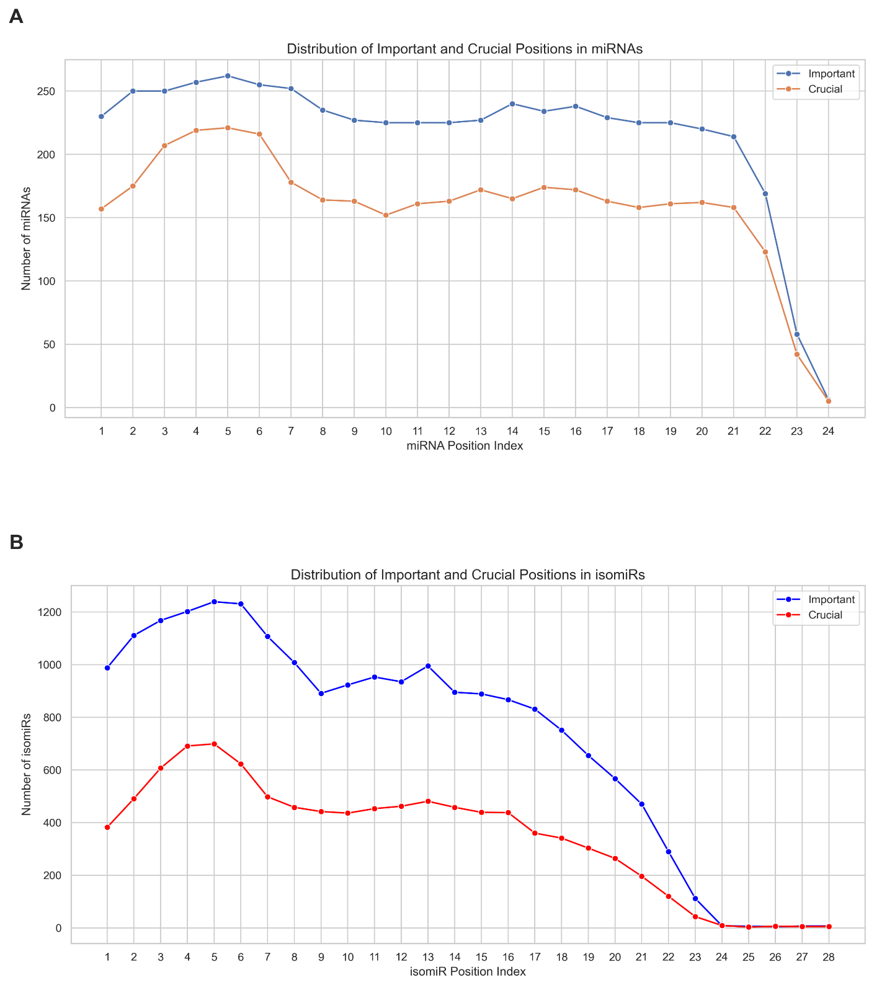 A
Distribution of Important and Crucial Positions in miRNAs
Important
Crucial
Number of miRNAs
250
200
150
100
50
0
1 2 3 4 5 6 7 8 9 10 11 12 13 14 15 16 17 18 19 20 21 22 23 24
miRNA Position Index
B
Distribution of Important and Crucial Positions in isomiRs
Important
Crucial
Number of isomiRs
1200
1000
800
600
400
200
0
1 2 3 4 5 6 7 8 9 10 11 12 13 14 15 16 17 18 19 20 21 22 23 24 25 26 27 28
isomiR Position Index